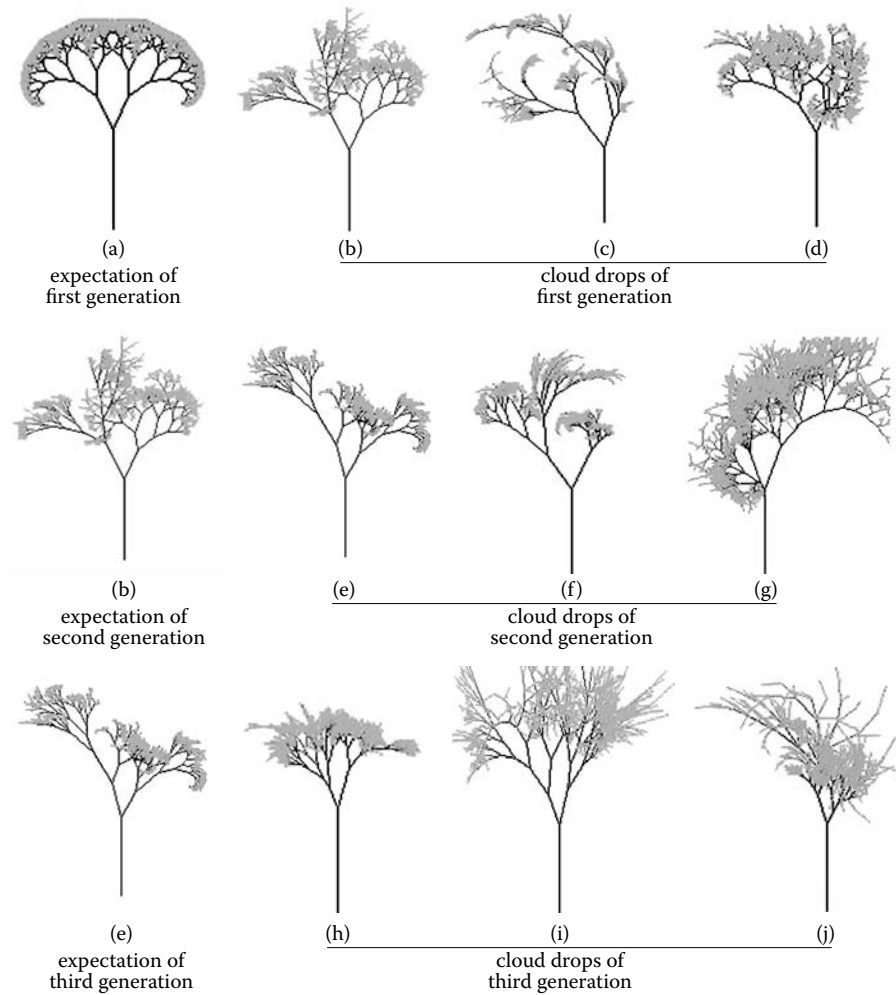 (a)
expectation of
first generation
(b)
(c)
(d)
cloud drops of
first generation
(b)
expectation of
second generation
(e)
(f)
(g)
cloud drops of
second generation
(e)
expectation of
third generation
(h)
(i)
(j)
cloud drops of
third generation